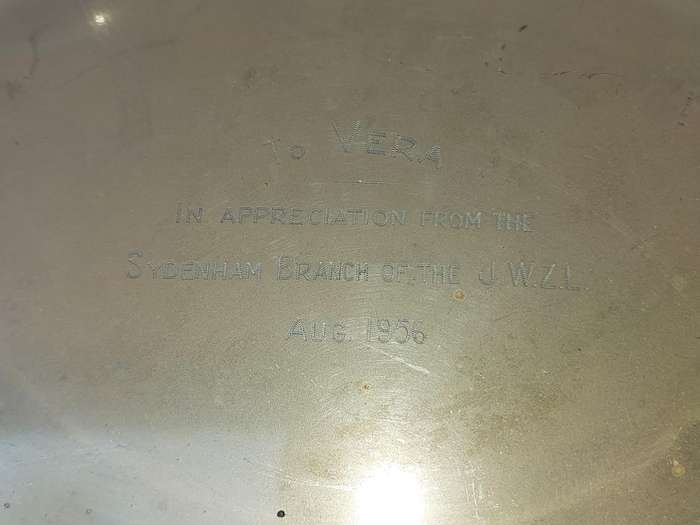 To VERA
IN APPRECIATION FROM THE
SYDENHAM BRANCH OF THE J.W.Z.L.
AUG. 1956